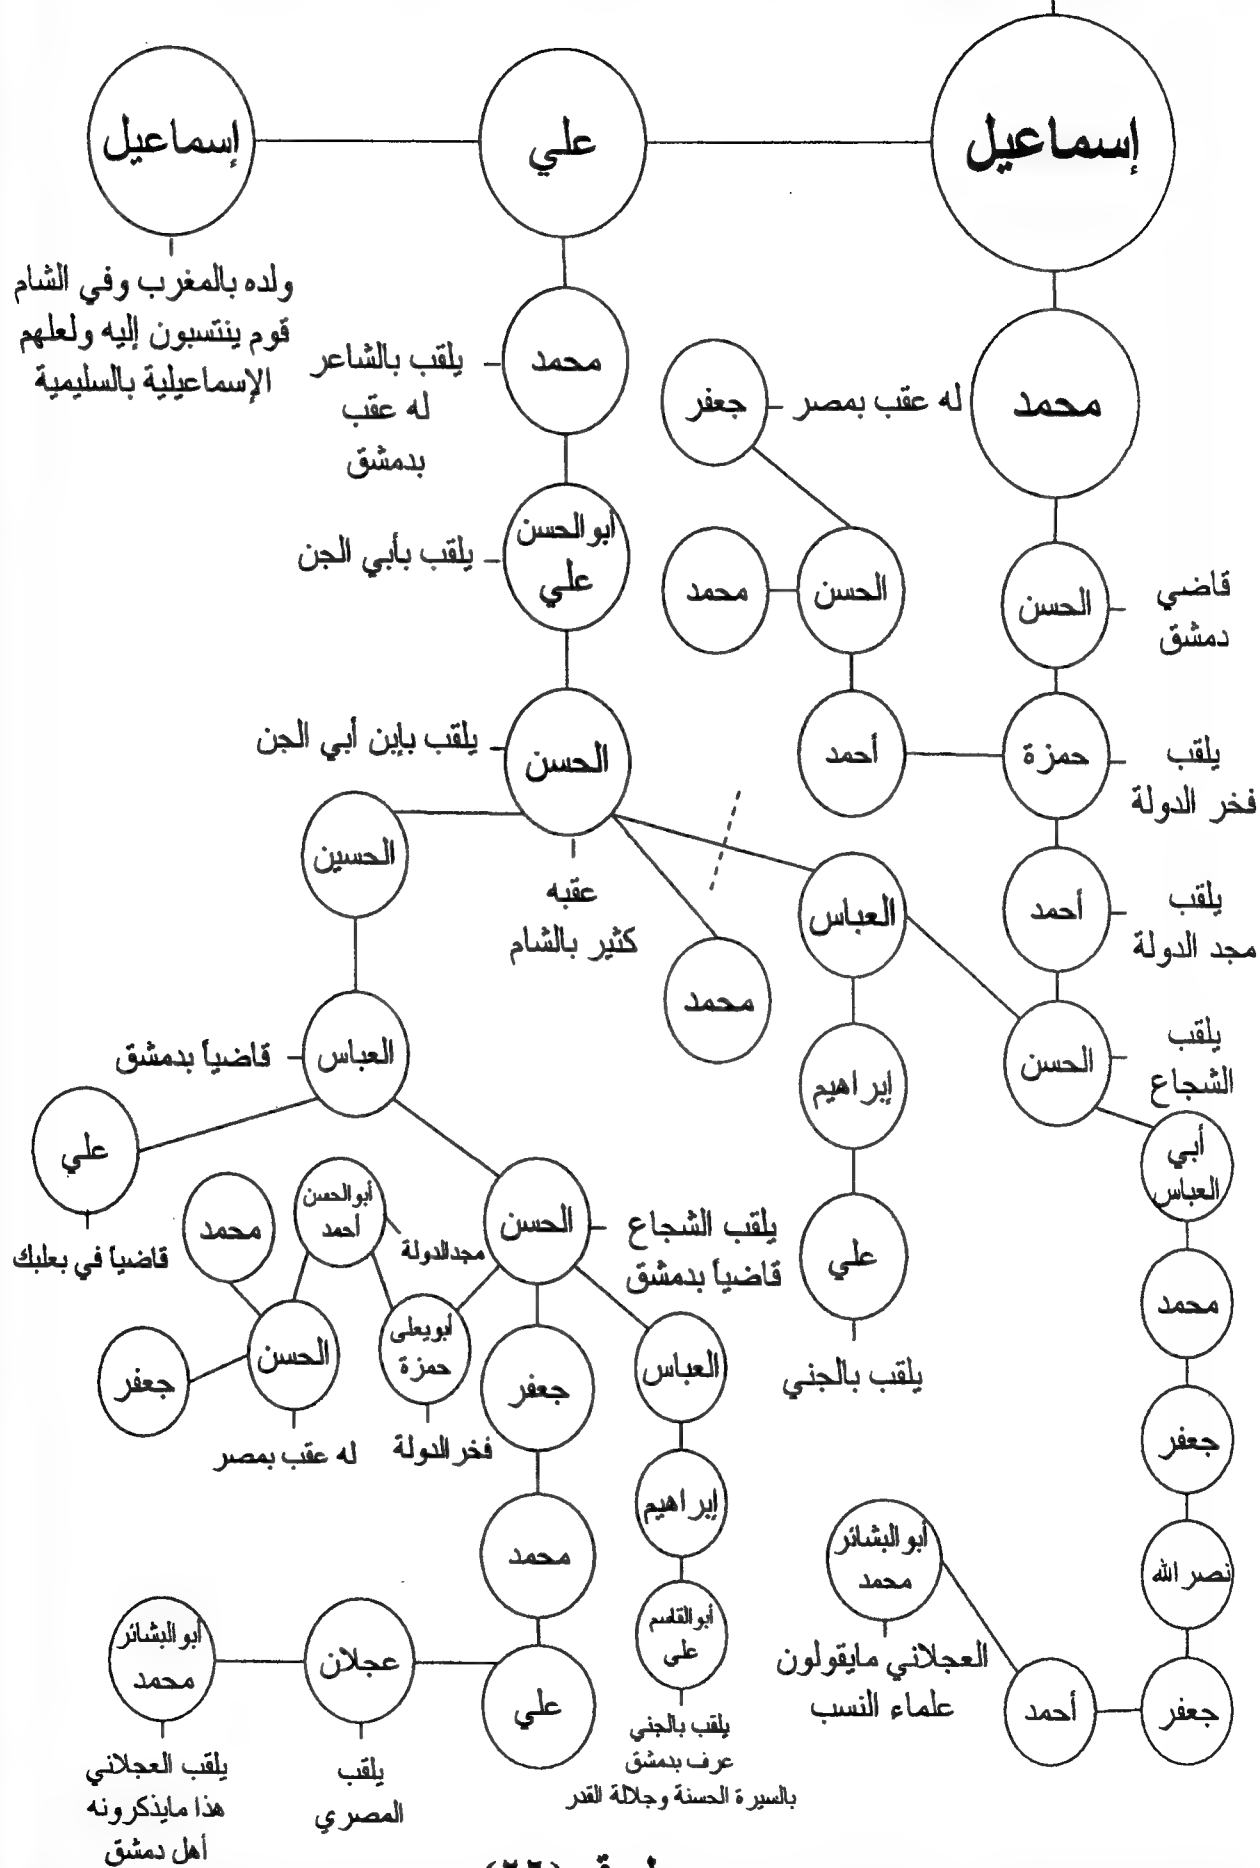 إسماعيل
علي
إسماعيل
ولده بالمغرب وفي الشام
قوم ينتسبون إليه ولعلهم
الإسماعيلية بالسليمية
محمد
له عقب بمصر
جعفر
محمد
يلقب بالشاعر
له عقب
بدمشق
أبو الحسن
علي
يلقب بأبي الجن
قاضي
دمشق
الحسن
الحسن
محمد
يلقب
فخر الدولة
حمزة
أحمد
الحسن
يلقب بإبن أبي الجن
عقبه
كثير بالشام
الحسين
يلقب
مجد الدولة
أحمد
العباس
محمد
يلقب
الشجاع
الحسن
إبراهيم
العباس
قاضياً بدمشق
علي
قاضياً في بعلبك
أبي
العباس
علي
يلقب بالجني
الحسن
يلقب الشجاع
قاضياً بدمشق
أبو الحسن
أحمد
مجد الدولة
محمد
محمد
العباس
جعفر
أبو يعلى
حمزة
فخر الدولة
الحسن
له عقب بمصر
جعفر
جعفر
إبراهيم
محمد
نصر الله
أبو البشائر
محمد
العجلاني مايقولون
علماء النسب
جعفر
أحمد
أبو القاسم
علي
يلقب بالجني
عرف بدمشق
بالسيرة الحسنة وجلالة القدر
علي
عجلان
يلقب
المصري
أبو البشائر
محمد
يلقب العجلاني
هذا مايذكرونه
أهل دمشق